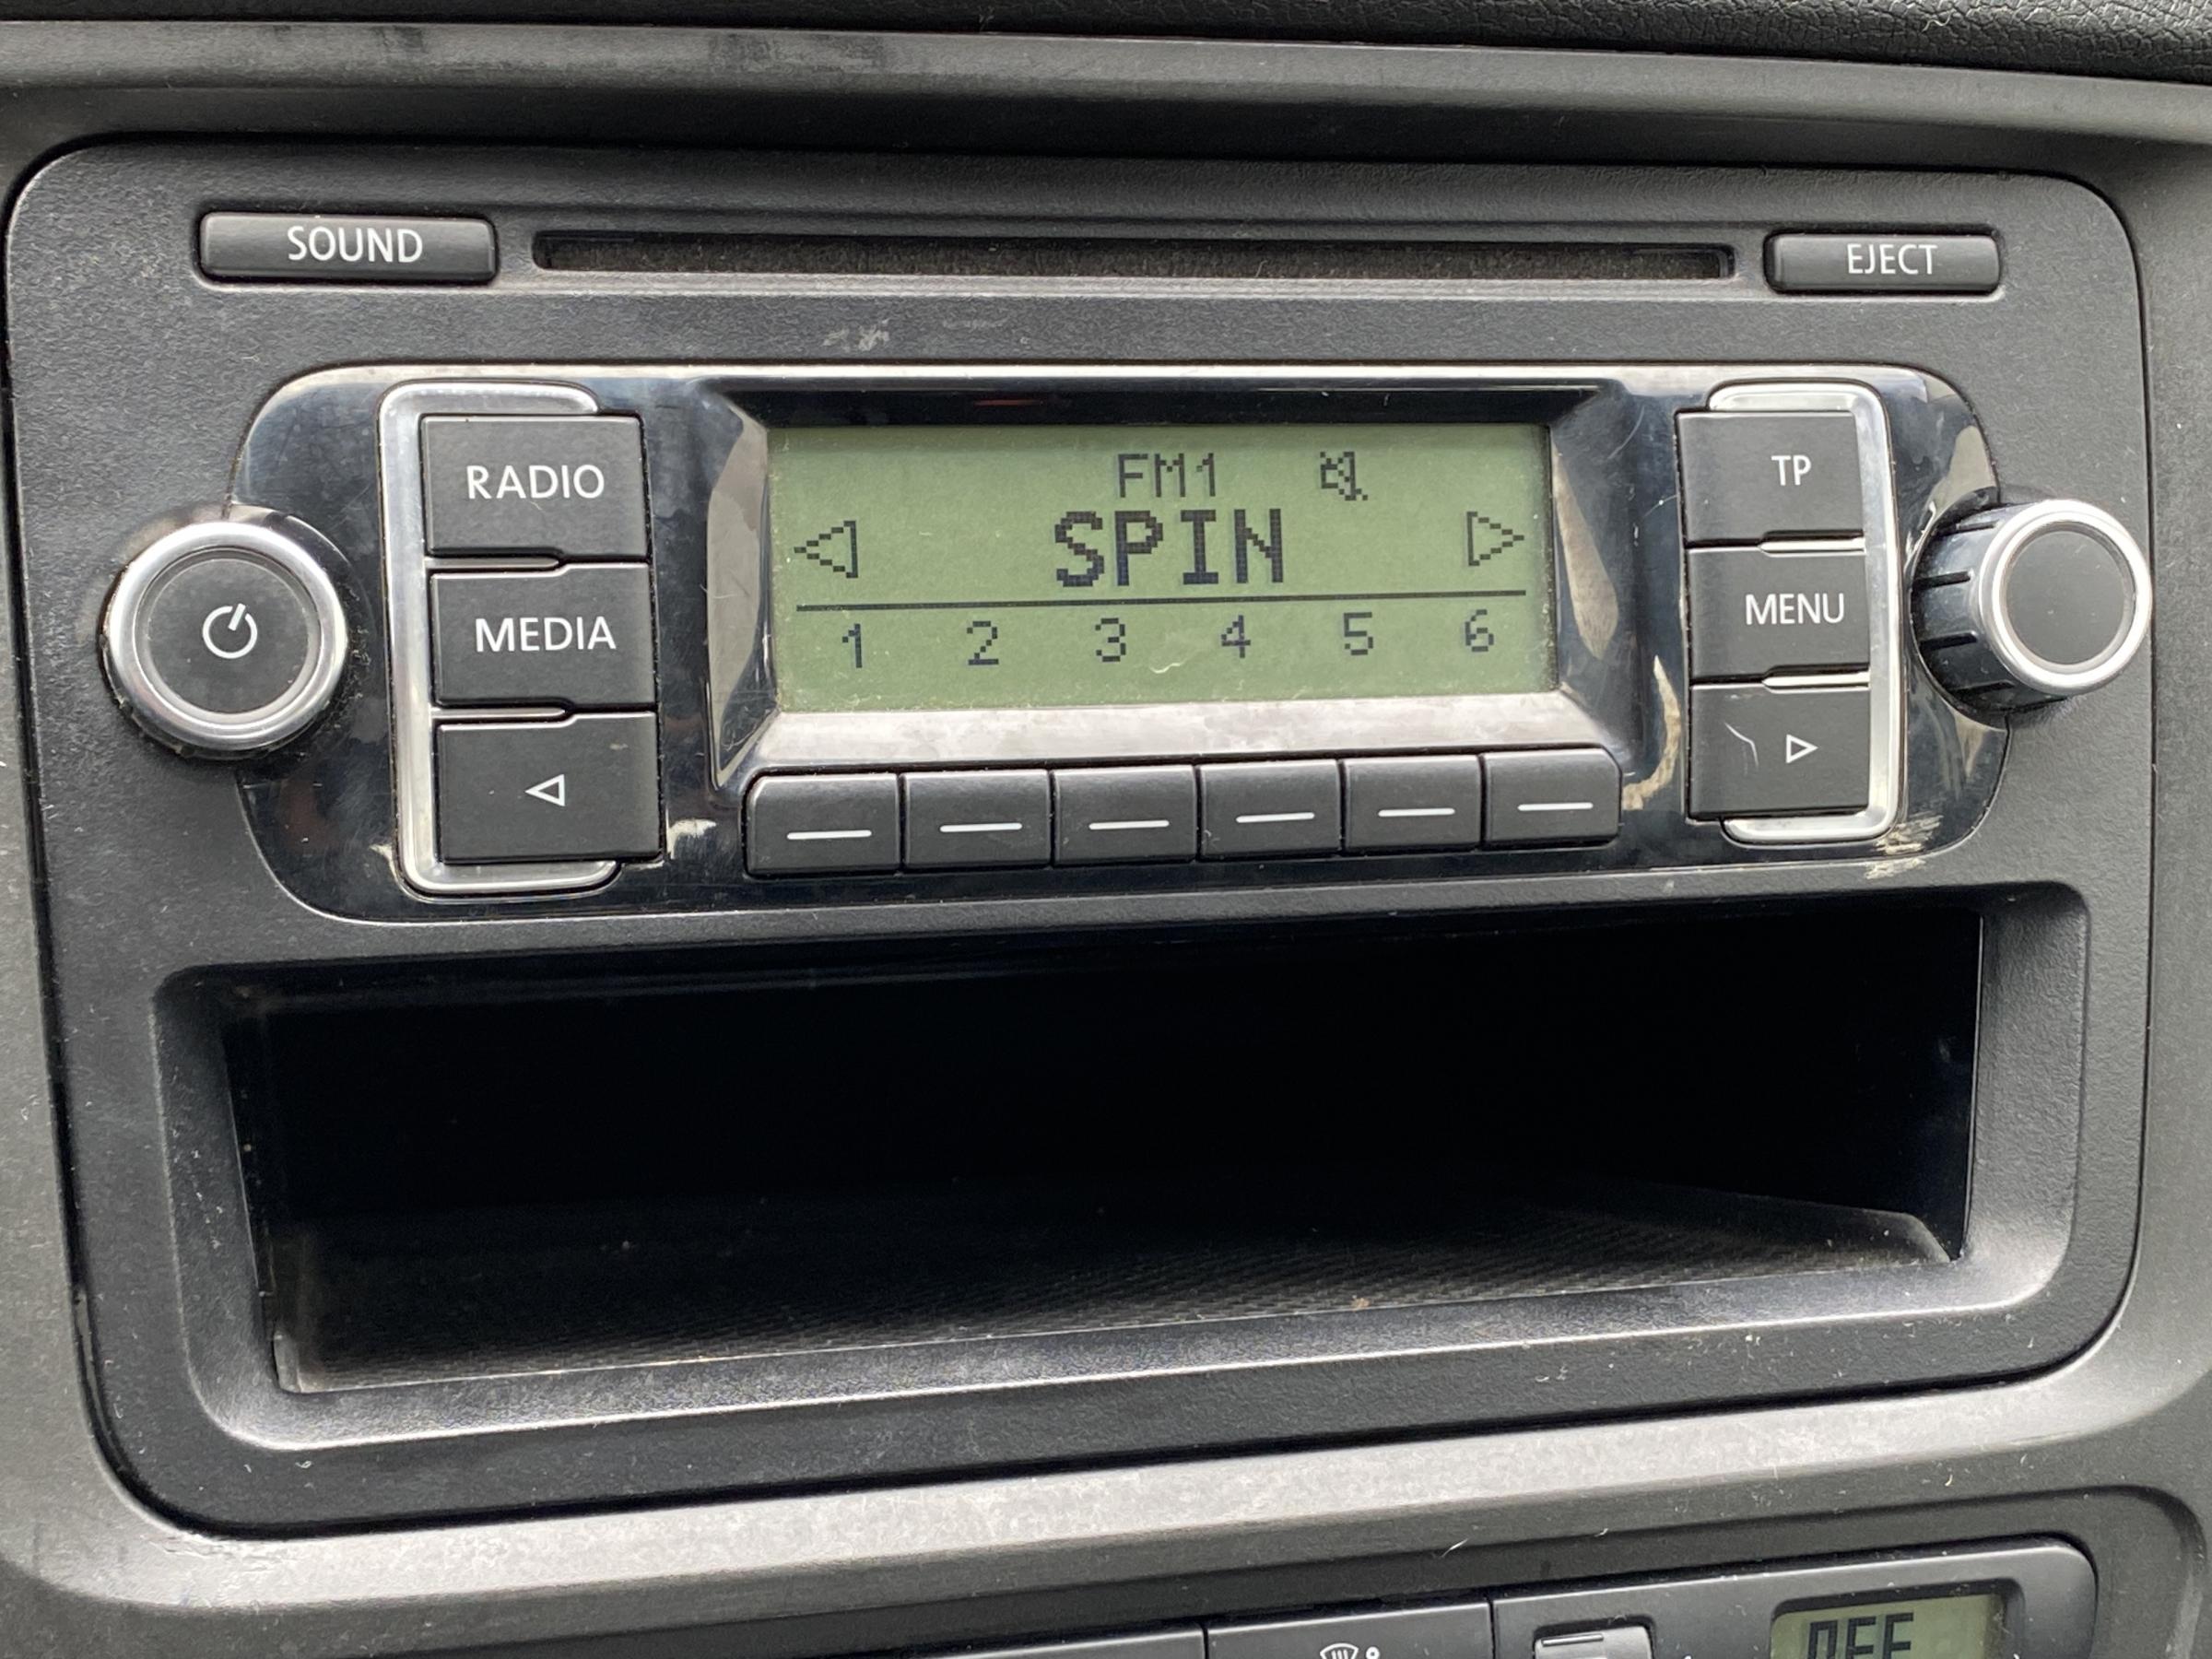 SOUND
EJECT
RADIO
FM1
TP
SPIN
MEDIA
MENU
1 2 3 4 5 6
OFF